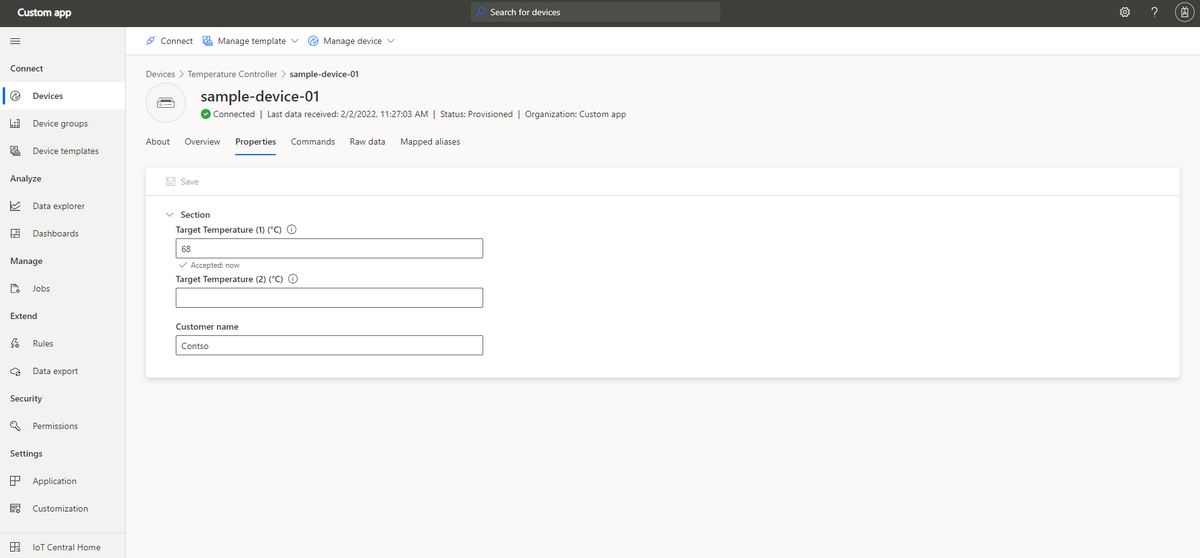 Custom app
Search for devices
?
Connect
Manage template
Manage device
Connect
Devices
Device groups
Device templates
Analyze
Data explorer
Dashboards
Manage
Jobs
Extend
Rules
Data export
Security
Permissions
Settings
Application
Customization
IoT Central Home
Devices > Temperature Controller > sample-device-01
sample-device-01
Connected | Last data received: 2/2/2022, 11:27:03 AM | Status: Provisioned | Organization: Custom app
About Overview Properties Commands Raw data Mapped aliases
Save
Section
Target Temperature (1) (°C)
68
Accepted: now
Target Temperature (2) (°C)
Customer name
Contso